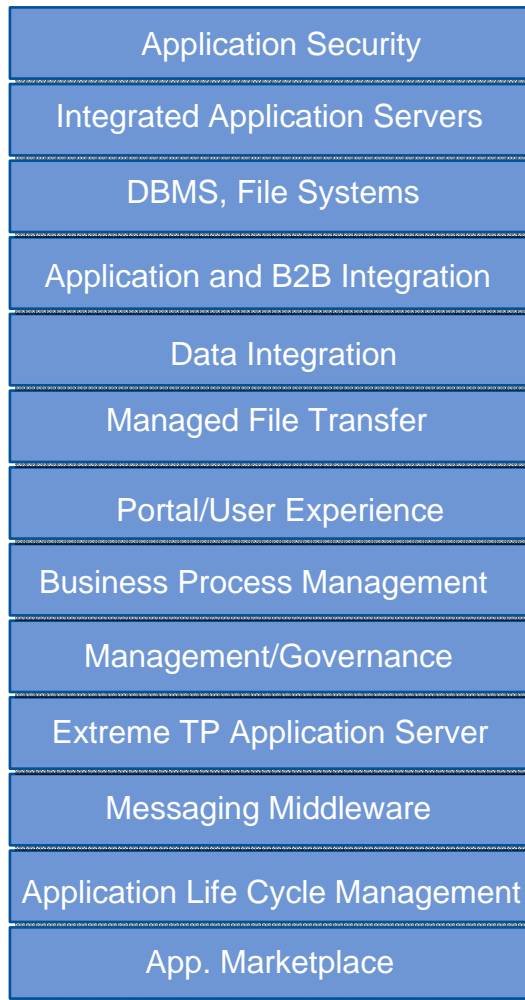 Application Security
Integrated Application Servers
DBMS, File Systems
Application and B2B Integration
Data Integration
Managed File Transfer
Portal/User Experience
Business Process Management
Management/Governance
Extreme TP Application Server
Messaging Middleware
Application Life Cycle Management
App. Marketplace